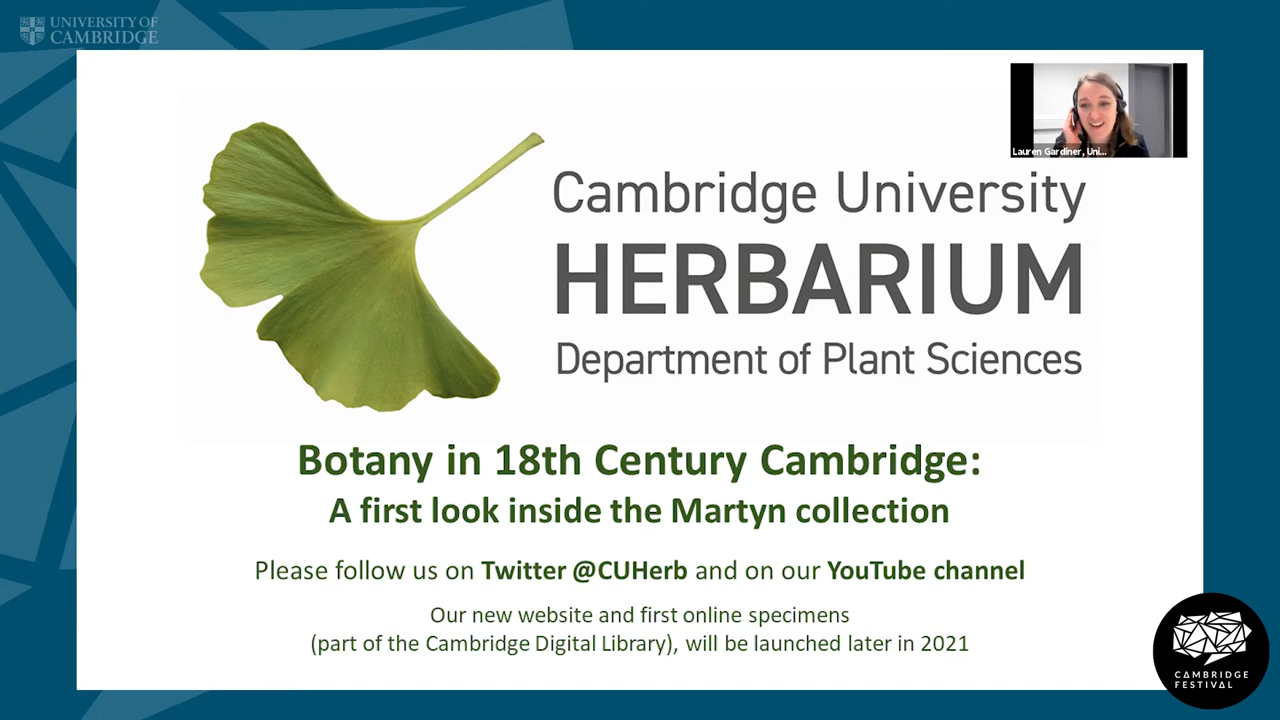 UNIVERSITY OF
CAMBRIDGE
Lauren Gardiner, Uni...
Cambridge University
HERBARIUM
Department of Plant Sciences
Botany in 18th Century Cambridge:
A first look inside the Martyn collection
Please follow us on Twitter @CUHerb and on our YouTube channel
Our new website and first online specimens
(part of the Cambridge Digital Library), will be launched later in 2021
CAMBRIDGE
FESTIVAL